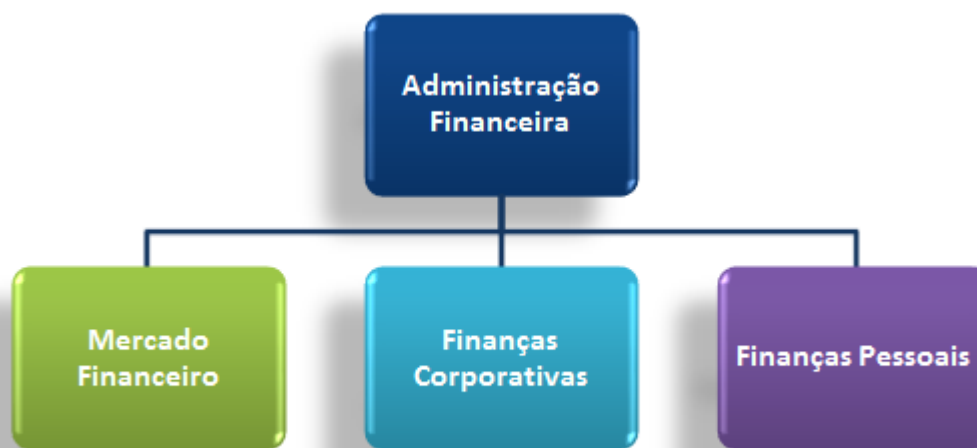 Administração
Financeira
Mercado
Financeiro
Finanças
Corporativas
Finanças Pessoais